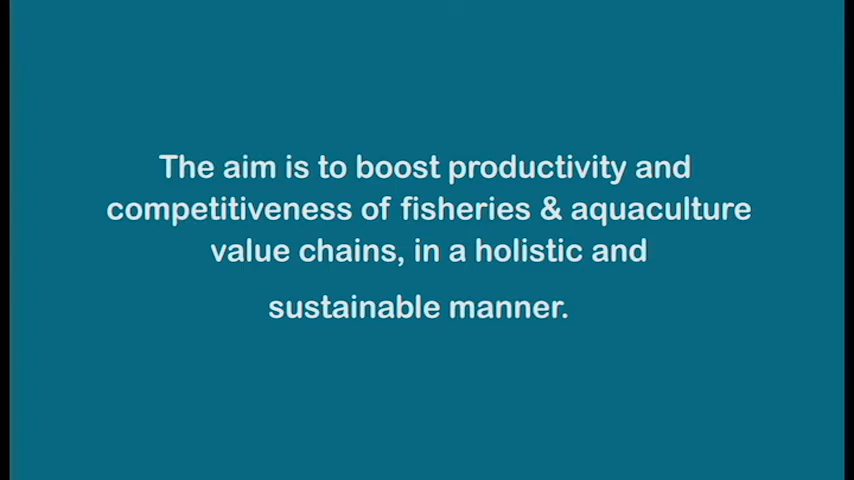 The aim is to boost productivity and
competitiveness of fisheries & aquaculture
value chains, in a holistic and
sustainable manner.